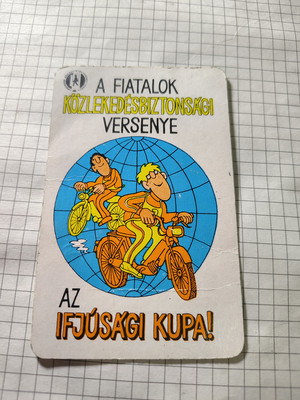 A FIATALOK
KÖZLEKEDÉSBIZTONSÁGI
VERSENYE
AZ
IFJÚSÁGI KUPA!